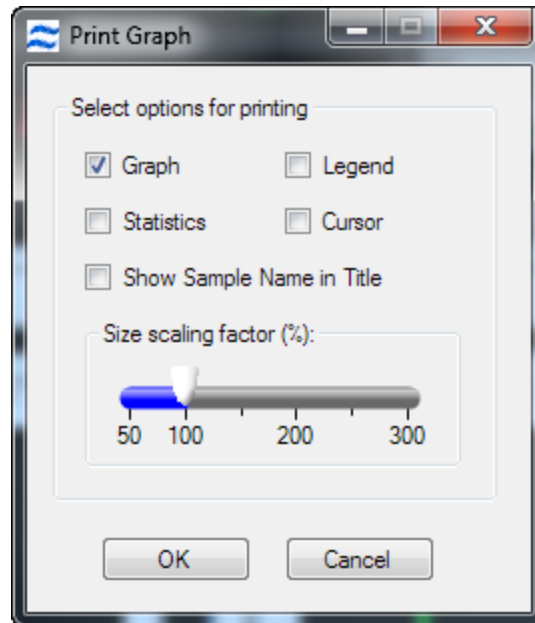 Print Graph
Select options for printing
Graph
Legend
Statistics
Cursor
Show Sample Name in Title
Size scaling factor (%):
50 100 200 300
OK
Cancel